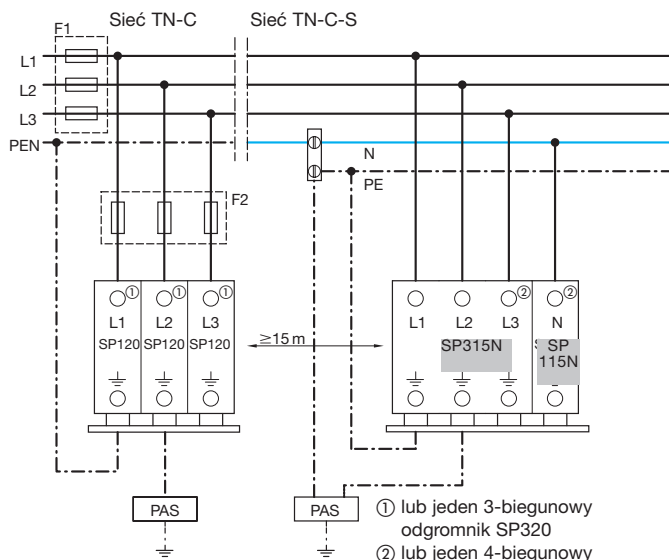 Sieć TN-C
Sieć TN-C-S
F1
L1
L2
L3
PEN
N
PE
F2
① ① ① ② ②
L1 L2 L3 L1 L2 L3 N
SP120 SP120 SP120
≥15 m
SP315N
SP
115N
PAS
PAS
① lub jeden 3-biegunowy
odgromnik SP320
② lub jeden 4-biegunowy